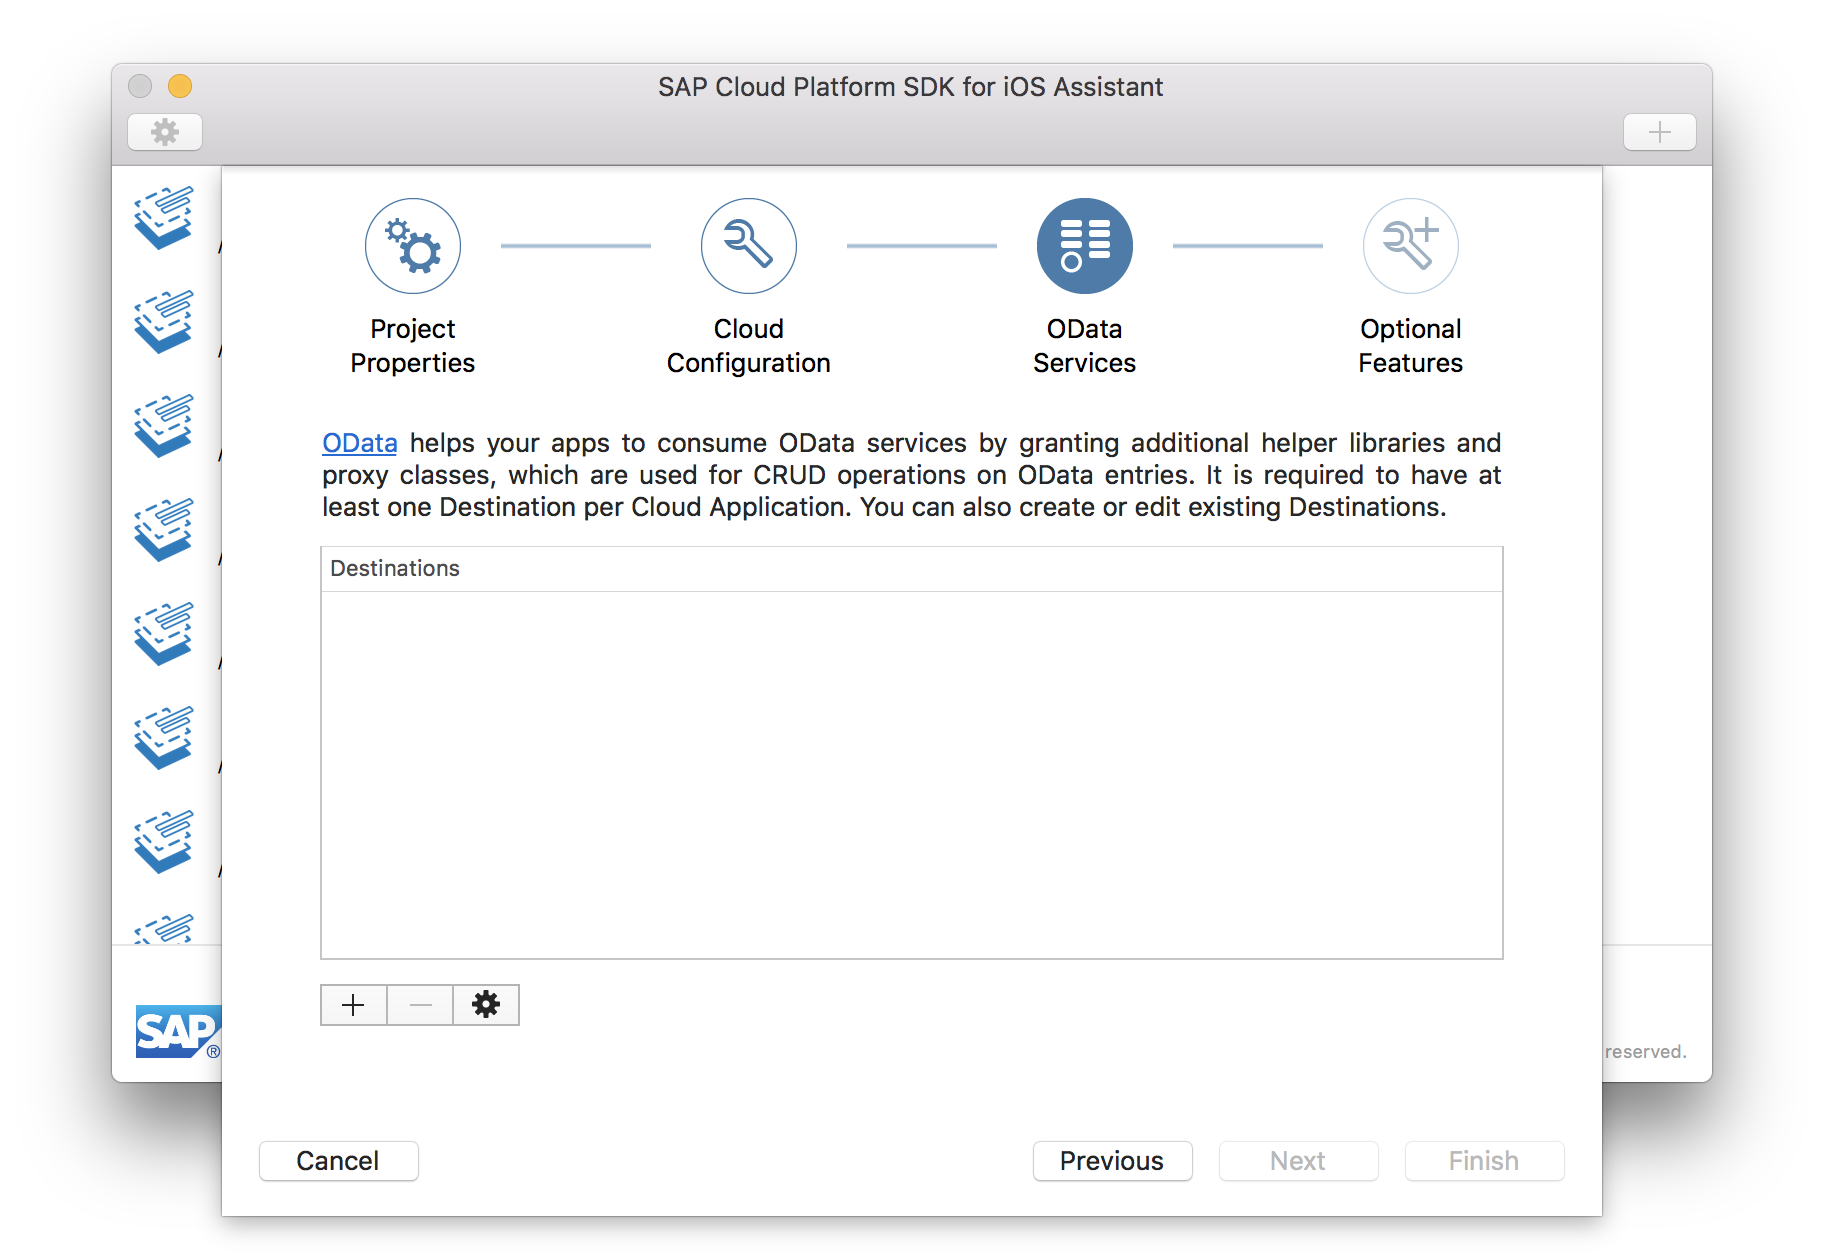 SAP Cloud Platform SDK for iOS Assistant
Project
Properties
Cloud
Configuration
OData
Services
Optional
Features
OData helps your apps to consume OData services by granting additional helper libraries and
proxy classes, which are used for CRUD operations on OData entries. It is required to have at
least one Destination per Cloud Application. You can also create or edit existing Destinations.
Destinations
SAP®
reserved.
Cancel
Previous
Next
Finish